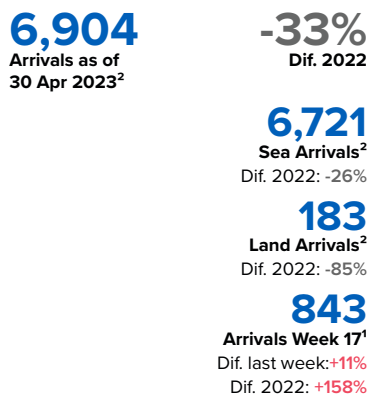 6,904
Arrivals as of
30 Apr 2023²
-33%
Dif. 2022
6,721
Sea Arrivals²
Dif. 2022: -26%
183
Land Arrivals²
Dif. 2022: -85%
843
Arrivals Week 17¹
Dif. last week:+11%
Dif. 2022: +158%